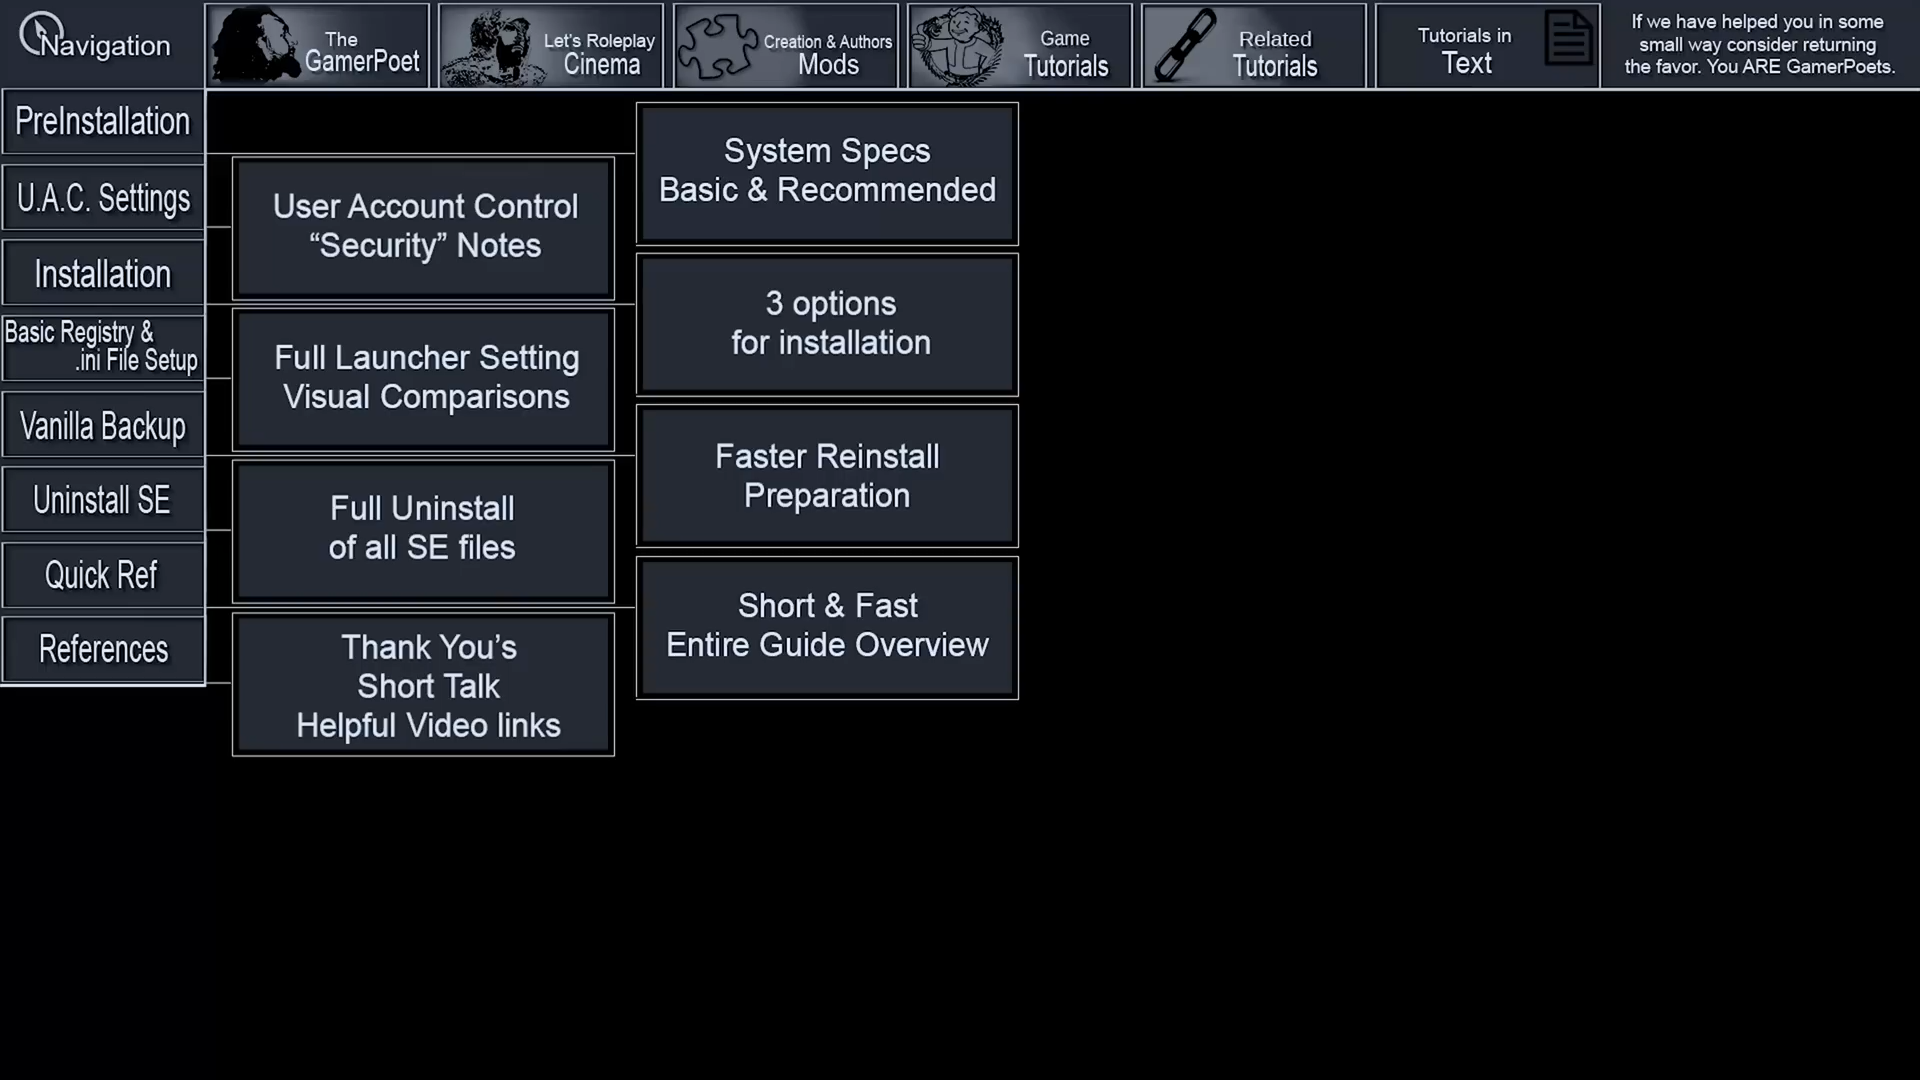 Navigation
The
GamerPoet
Let's Roleplay
Cinema
Creation & Authors
Mods
Game
Tutorials
Related
Tutorials
Tutorials in
Text
If we have helped you in some
small way consider returning
the favor. You ARE GamerPoets.
PreInstallation
U.A.C. Settings
Installation
Basic Registry &
.ini File Setup
Vanilla Backup
Uninstall SE
Quick Ref
References
System Specs
Basic & Recommended
User Account Control
“Security” Notes
3 options
for installation
Full Launcher Setting
Visual Comparisons
Faster Reinstall
Preparation
Full Uninstall
of all SE files
Short & Fast
Entire Guide Overview
Thank You’s
Short Talk
Helpful Video links